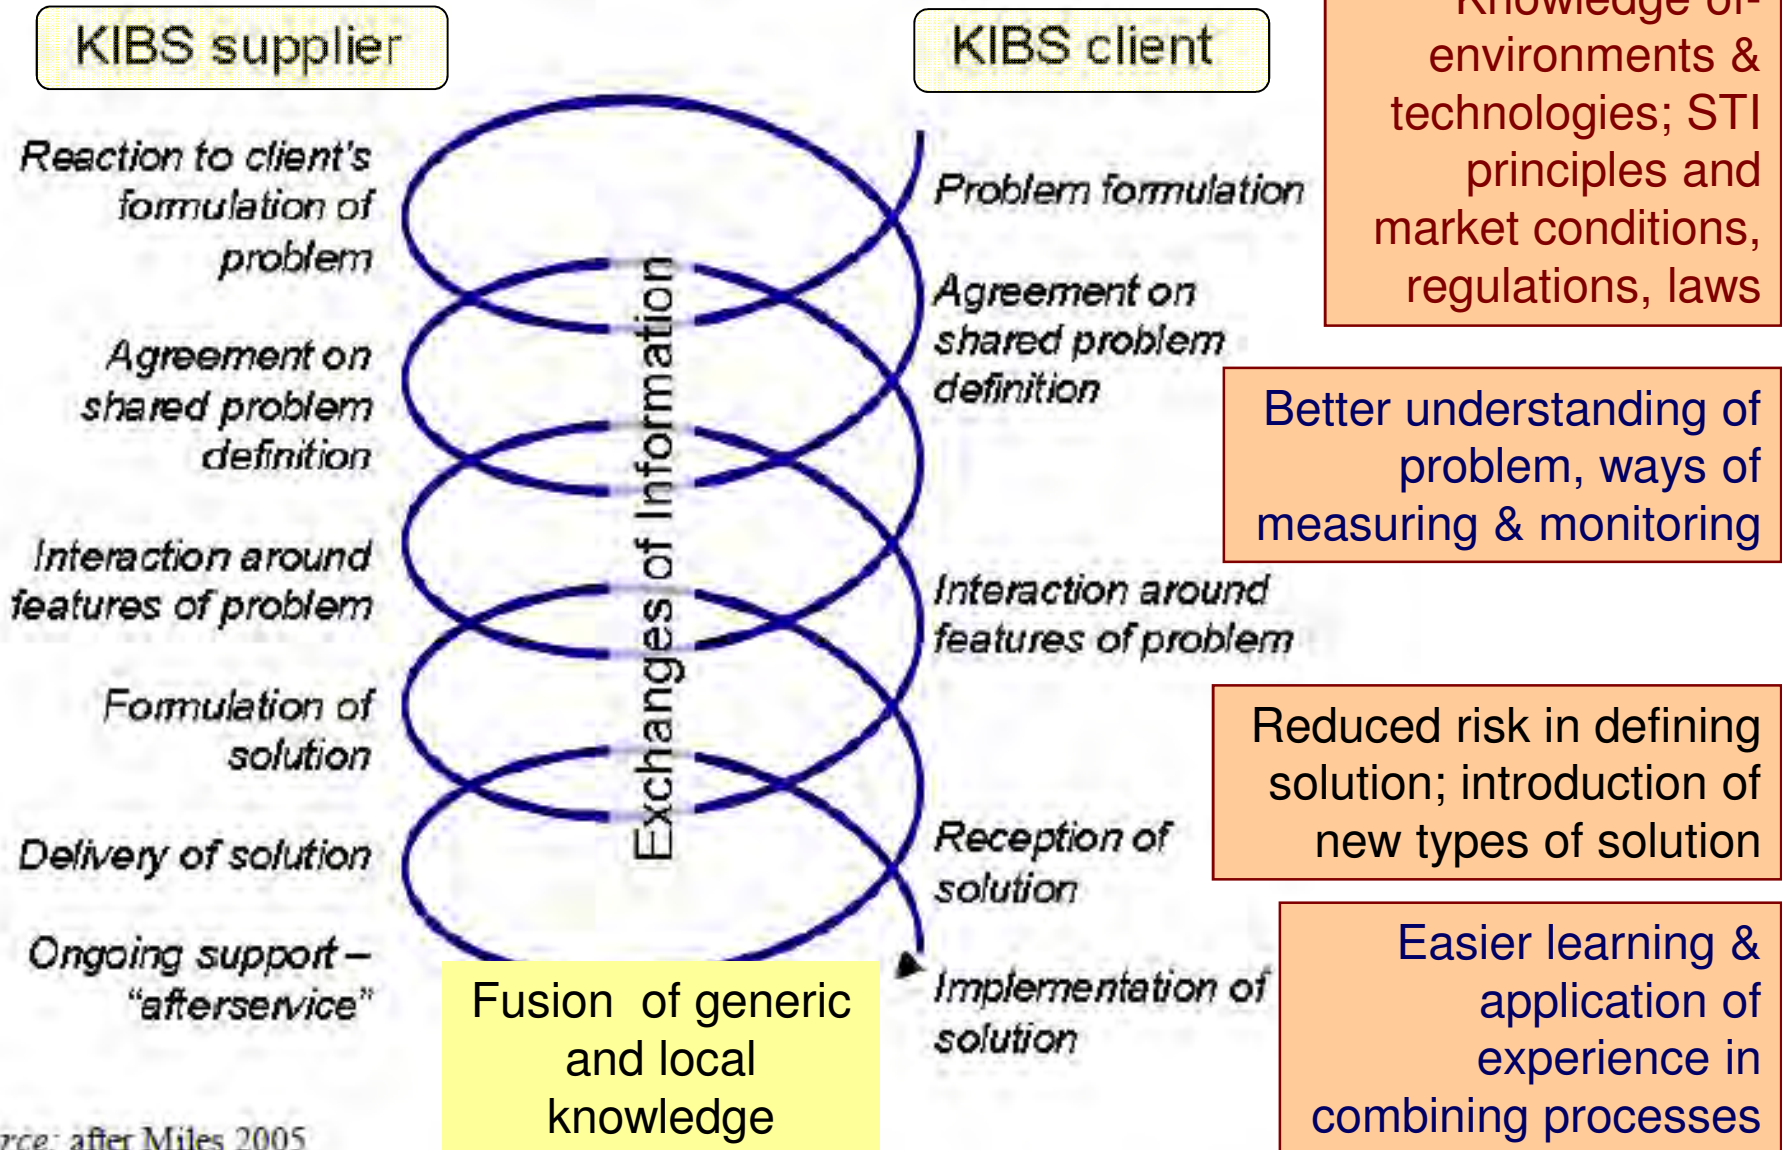 KIBS supplier
KIBS client
Reaction to client's
formulation of
problem
Agreement on
shared problem
definition
Interaction around
features of problem
Formulation of
solution
Delivery of solution
Ongoing support –
“afterservice”
Exchanges of Information
Problem formulation
Agreement on
shared problem
definition
Interaction around
features of problem
Reception of
solution
Implementation of
solution
Knowledge of-
environments &
technologies; STI
principles and
market conditions,
regulations, laws
Better understanding of
problem, ways of
measuring & monitoring
Reduced risk in defining
solution; introduction of
new types of solution
Easier learning &
application of
experience in
combining processes
Fusion of generic
and local
knowledge
after Miles 2005